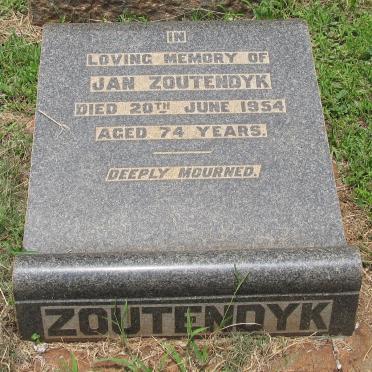 IN
LOVING MEMORY OF
JAN ZOUTENDYK
DIED 20TH JUNE 1954
AGED 74 YEARS.
DEEPLY MOURNED.
ZOUTENDYK